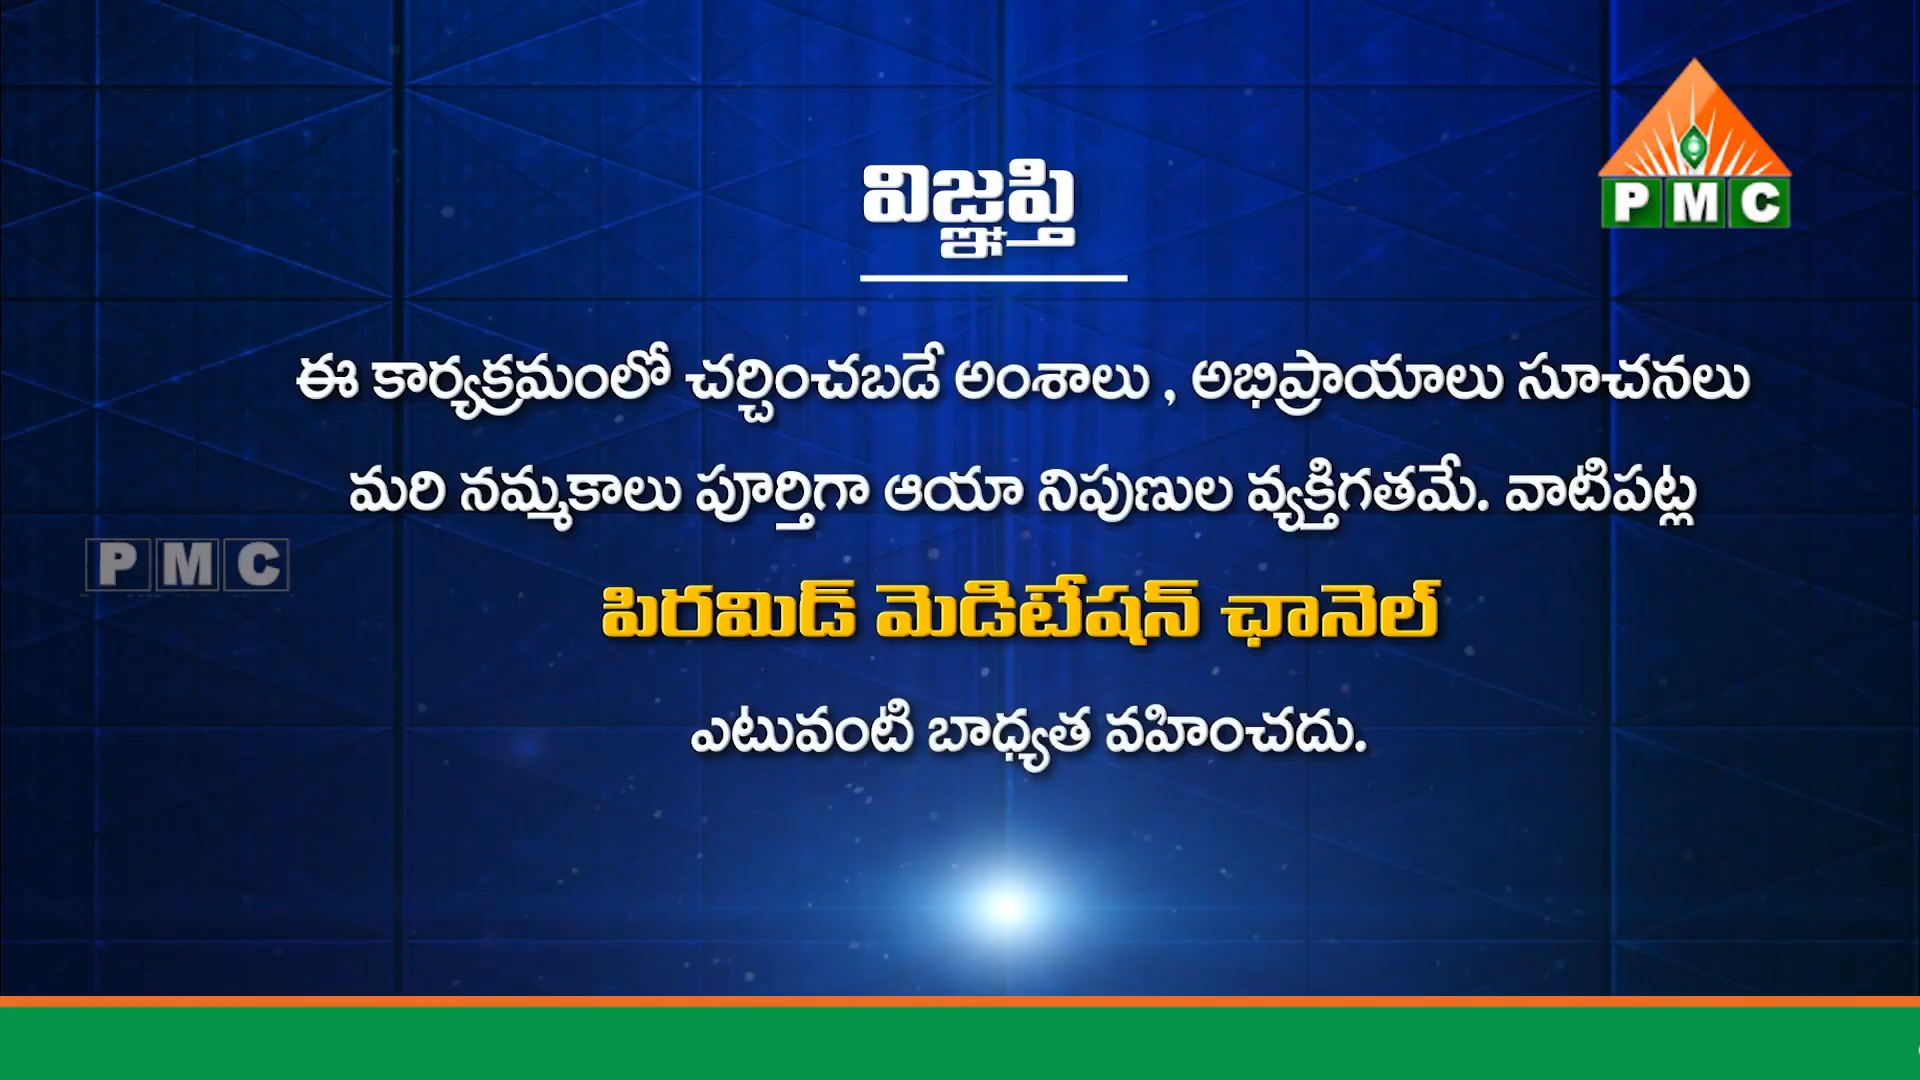 PMC
విజ్ఞప్తి
ఈ కార్యక్రమంలో చర్చించబడే అంశాలు , అభిప్రాయాలు సూచనలు
మరి నమ్మకాలు పూర్తిగా ఆయా నిపుణుల వ్యక్తిగతమే. వాటిపట్ల
PMC
పిరమిడ్ మెడిటేషన్ ఛానెల్
ఎటువంటి బాధ్యత వహించదు.